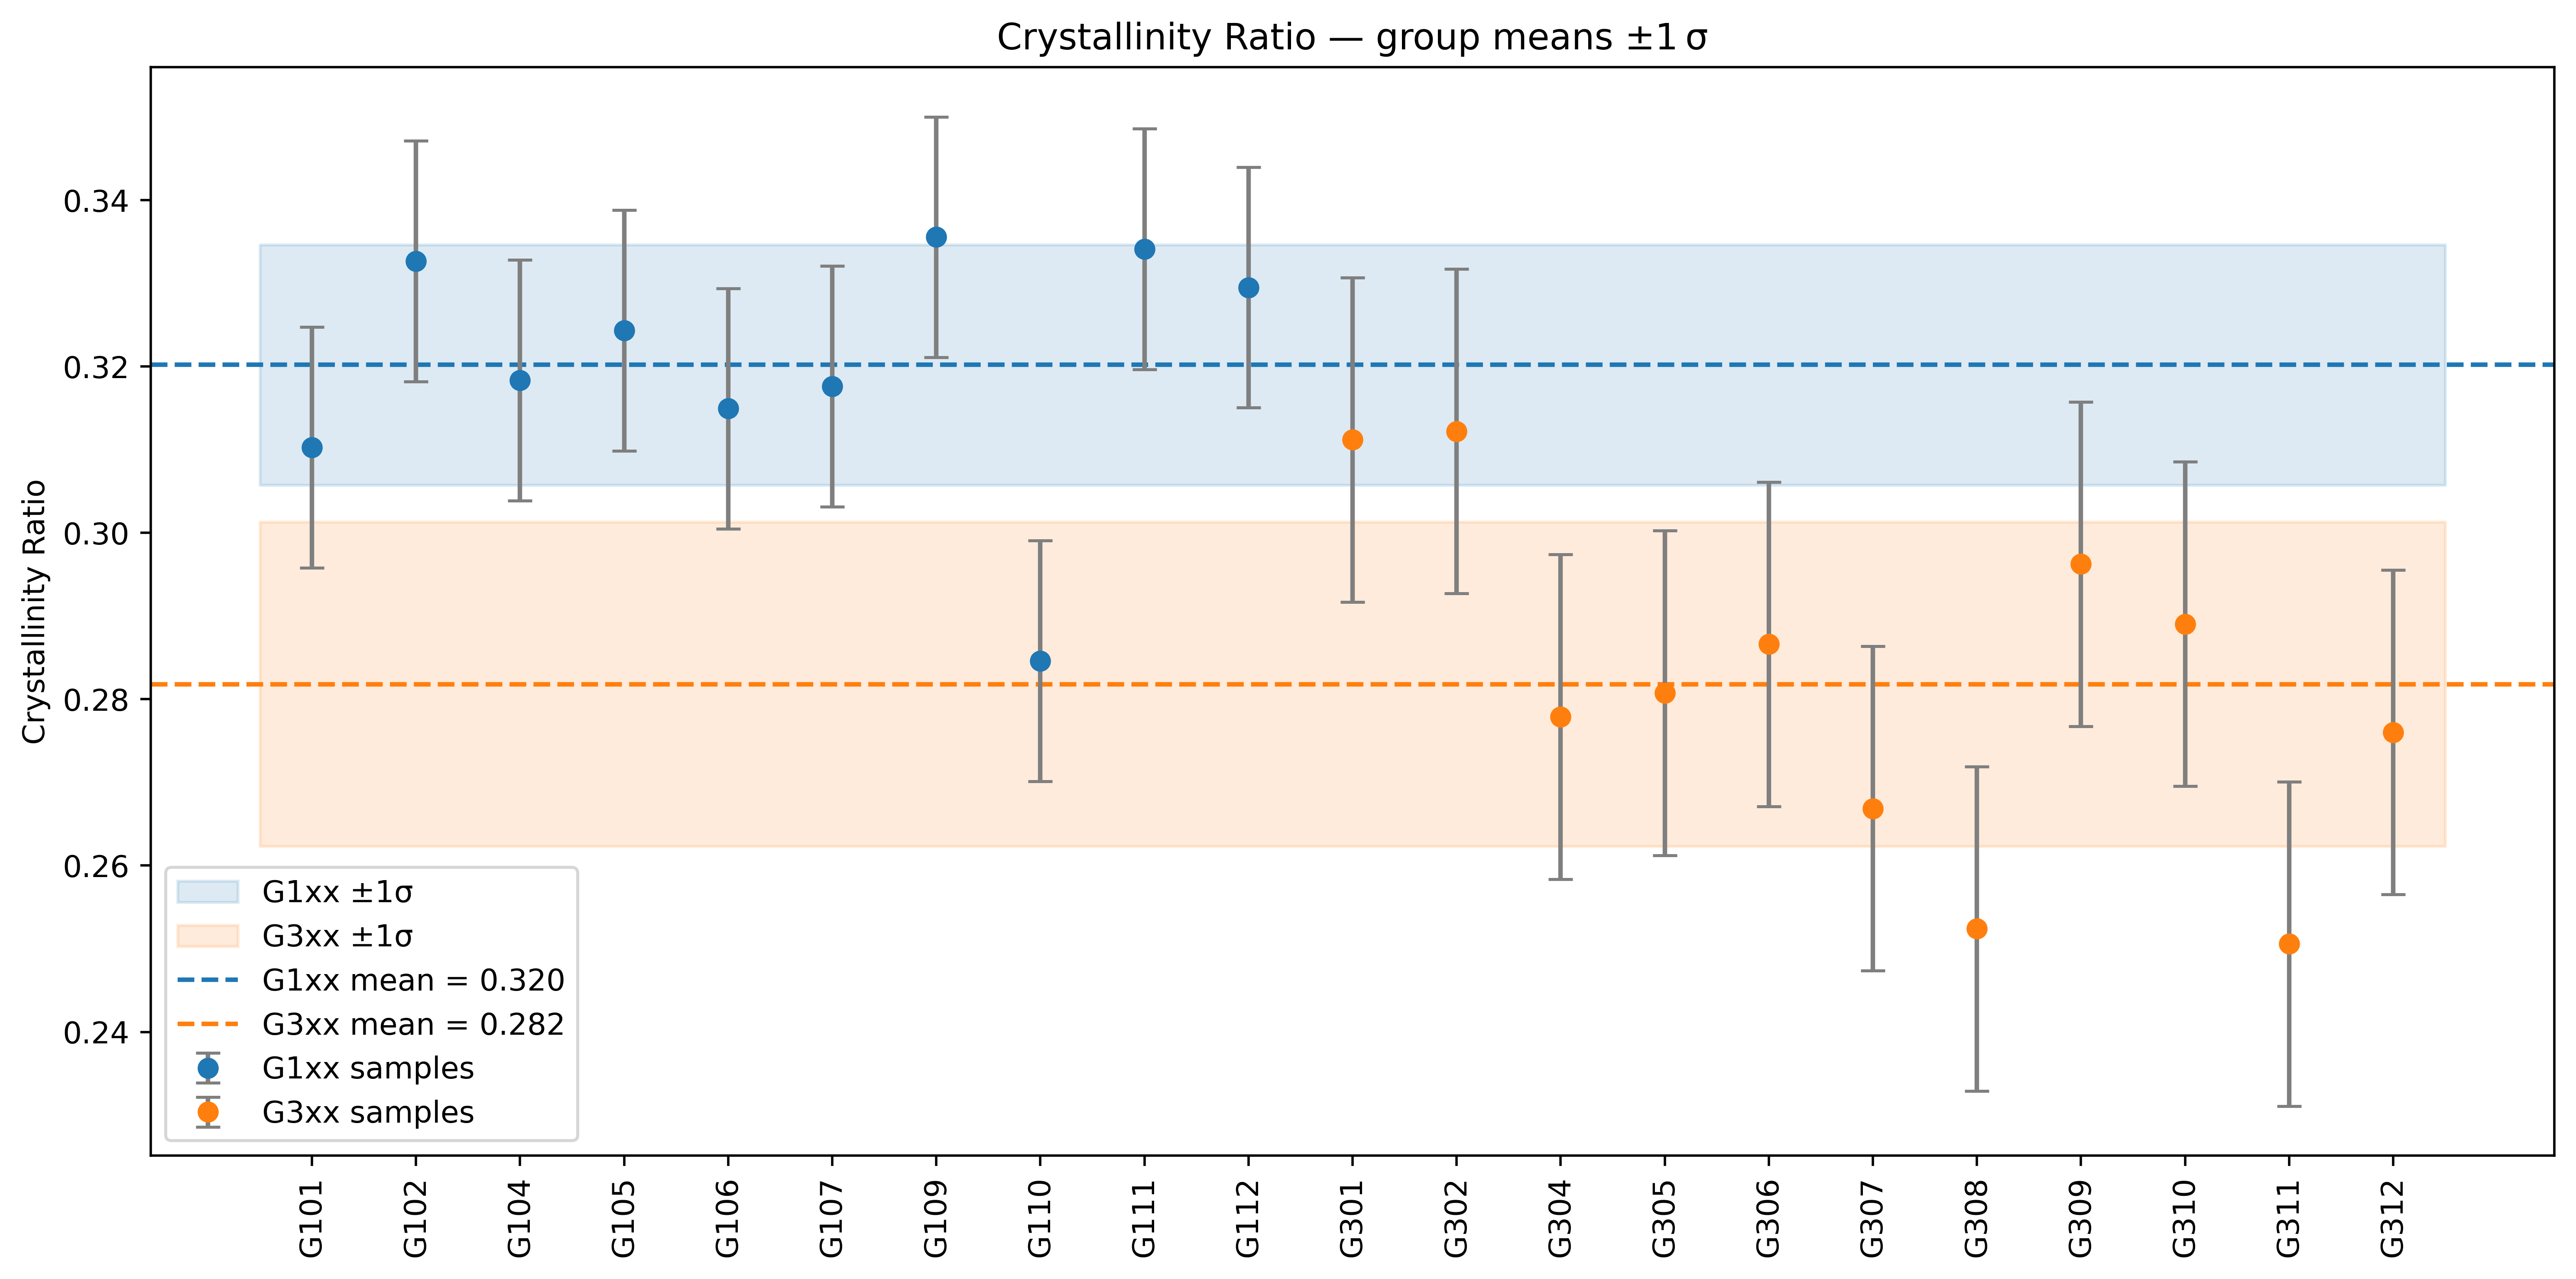 Crystallinity Ratio — group means ±1 σ
Crystallinity Ratio
0.34
0.32
0.30
0.28
0.26
0.24
G1xx ±1σ
G3xx ±1σ
G1xx mean = 0.320
G3xx mean = 0.282
G1xx samples
G3xx samples
G101
G102
G104
G105
G106
G107
G109
G110
G111
G112
G301
G302
G304
G305
G306
G307
G308
G309
G310
G311
G312